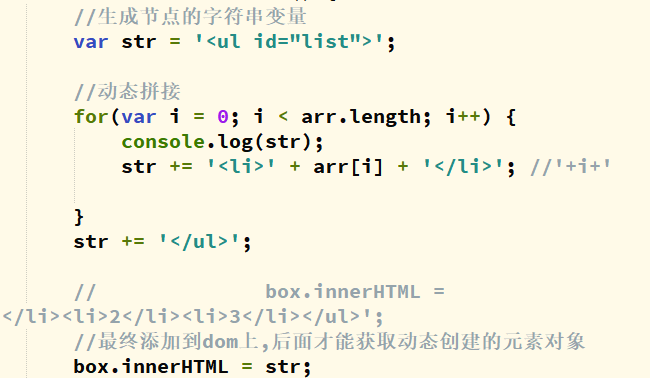 //生成节点的字符串变量
var str = '<ul id="list">';
//动态拼接
for(var i = 0; i < arr.length; i++) {
console.log(str);
str += '<li>' + arr[i] + '</li>'; //'+i+'
}
str += '</ul>';
// box.innerHTML =
</li><li>2</li><li>3</li></ul>';
//最终添加到dom上,后面才能获取动态创建的元素对象
box.innerHTML = str;